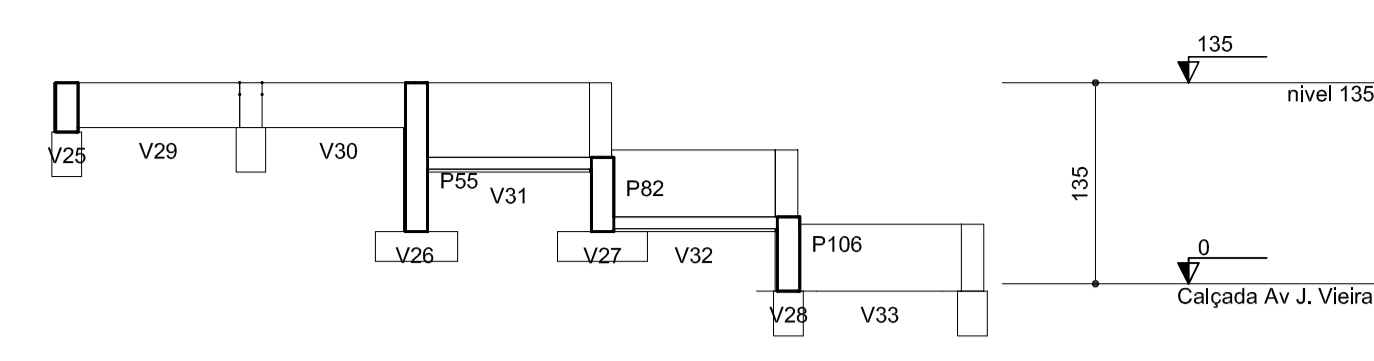 135
nivel 135
V25
V29
V30
P55
V31
P82
135
V26
V27
V32
P106
0
Calçada Av J. Vieira
V28
V33